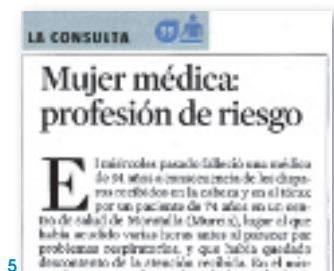 LA CONSULTA
Mujer médica:
profesión de riesgo
El miércoles pasado falleció una médica
de 34 años a consecuencia de los dispa-
ros recibidos en la cabeza y en el tórax
por un paciente de 74 años en un cen-
tro de salud de Moratalla (Murcia), lugar al que
había acudido varias horas antes al parecer por
problemas respiratorios, y que había quedado
descontento de la atención recibida. En el
5